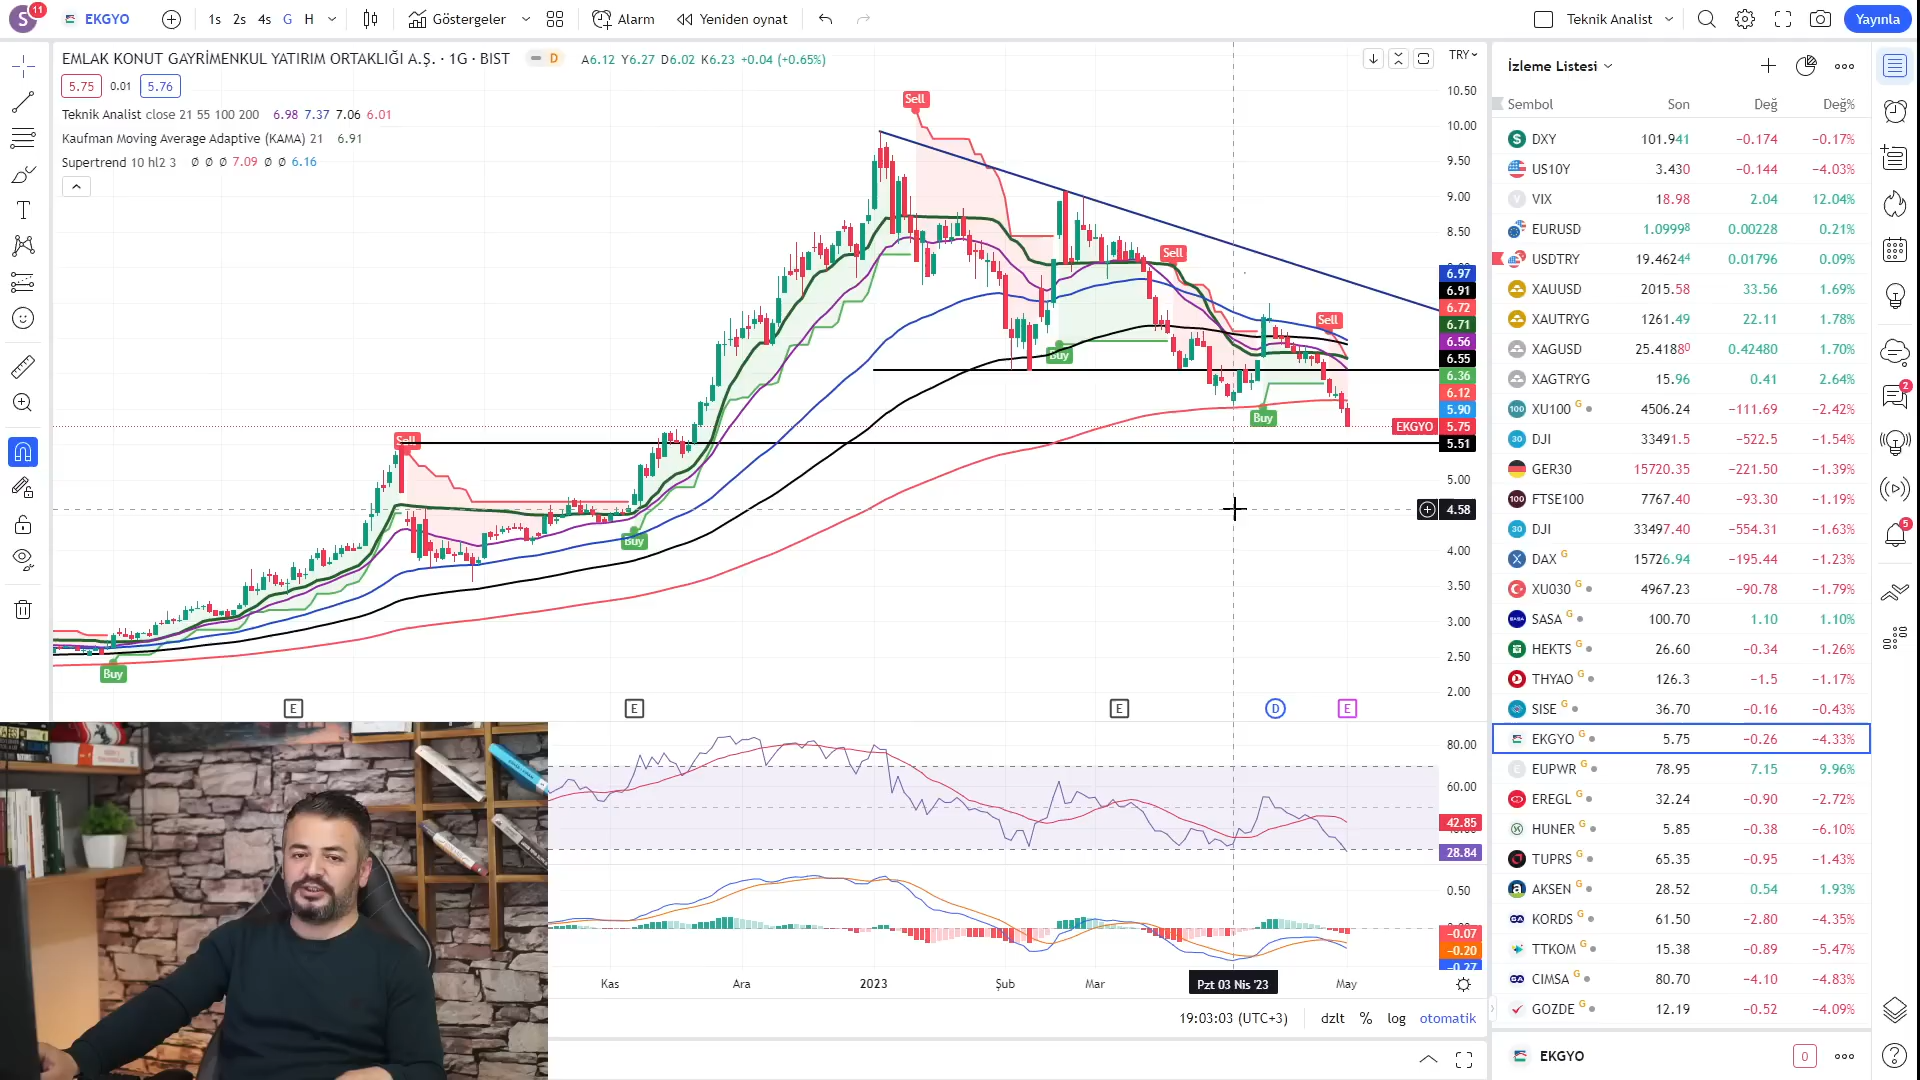 S 11 EKGYO 1s 2s 4s G H Göstergeler Alarm Yeniden oynat Teknik Analist Yayınla
EMLAK KONUT GAYRİMENKUL YATIRIM ORTAKLIĞI A.Ş. · 1G · BIST D A6.12 Y6.27 D6.02 K6.23 +0.04 (+0.65%)
5.75 0.01 5.76
Teknik Analist close 21 55 100 200 6.98 7.37 7.06 6.01
Kaufman Moving Average Adaptive (KAMA) 21 6.91
Supertrend 10 hl2 3 Ø Ø Ø 7.09 Ø Ø 6.16
TRY
10.50
10.00
9.50
9.00
8.50
6.97
6.91
6.72
6.71
6.56
6.55
6.36
6.12
5.90
EKGYO 5.75
5.51
5.00
4.58
4.00
3.50
3.00
2.50
2.00
Sell
Sell
Sell
Sell
Buy
Buy
Buy
Buy
E E E D E
80.00
60.00
42.85
28.84
0.50
−0.07
−0.20
−0.27
Kas Ara 2023 Şub Mar Pzt 03 Nis '23 May
19:03:03 (UTC+3) dzlt % log otomatik
İzleme Listesi
Sembol Son Değ Değ%
DXY 101.941 −0.174 −0.17%
US10Y 3.430 −0.144 −4.03%
VIX 18.98 2.04 12.04%
EURUSD 1.09998 0.00228 0.21%
USDTRY 19.46244 0.01796 0.09%
XAUUSD 2015.58 33.56 1.69%
XAUTRYG 1261.49 22.11 1.78%
XAGUSD 25.41880 0.42480 1.70%
XAGTRYG 15.96 0.41 2.64%
XU100 G 4506.24 −111.69 −2.42%
DJI 33491.5 −522.5 −1.54%
GER30 15720.35 −221.50 −1.39%
FTSE100 7767.40 −93.30 −1.19%
DJI 33497.40 −554.31 −1.63%
DAX G 15726.94 −195.44 −1.23%
XU030 G 4967.23 −90.78 −1.79%
SASA G 100.70 1.10 1.10%
HEKTS G 26.60 −0.34 −1.26%
THYAO G 126.3 −1.5 −1.17%
SISE G 36.70 −0.16 −0.43%
EKGYO G 5.75 −0.26 −4.33%
EUPWR G 78.95 7.15 9.96%
EREGL G 32.24 −0.90 −2.72%
HUNER G 5.85 −0.38 −6.10%
TUPRS G 65.35 −0.95 −1.43%
AKSEN G 28.52 0.54 1.93%
KORDS G 61.50 −2.80 −4.35%
TTKOM G 15.38 −0.89 −5.47%
CIMSA G 80.70 −4.10 −4.83%
GOZDE G 12.19 −0.52 −4.09%
EKGYO 0
2
5